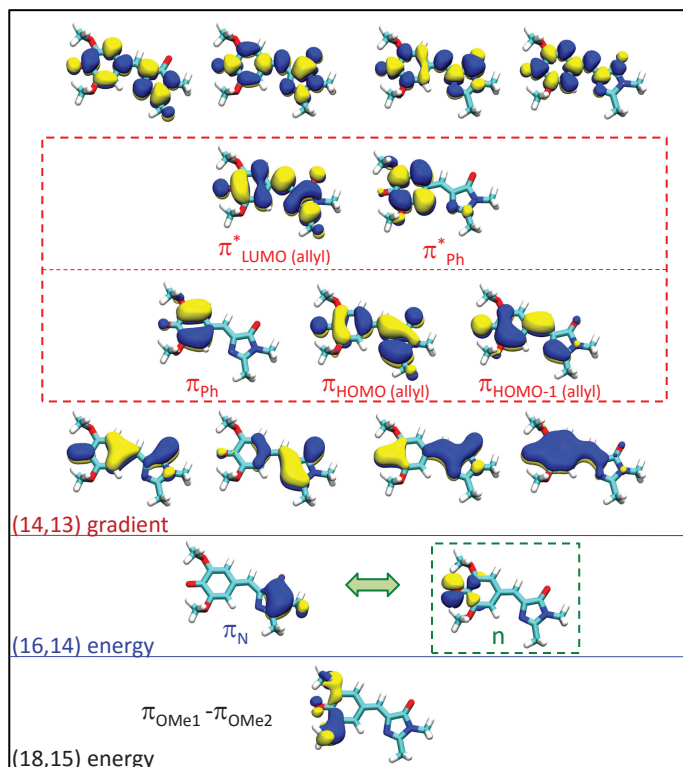 π*LUMO (allyl) π*Ph
πPh πHOMO (allyl) πHOMO-1 (allyl)
(14,13) gradient
πN n
(16,14) energy
πOMe1 -πOMe2
(18,15) energy